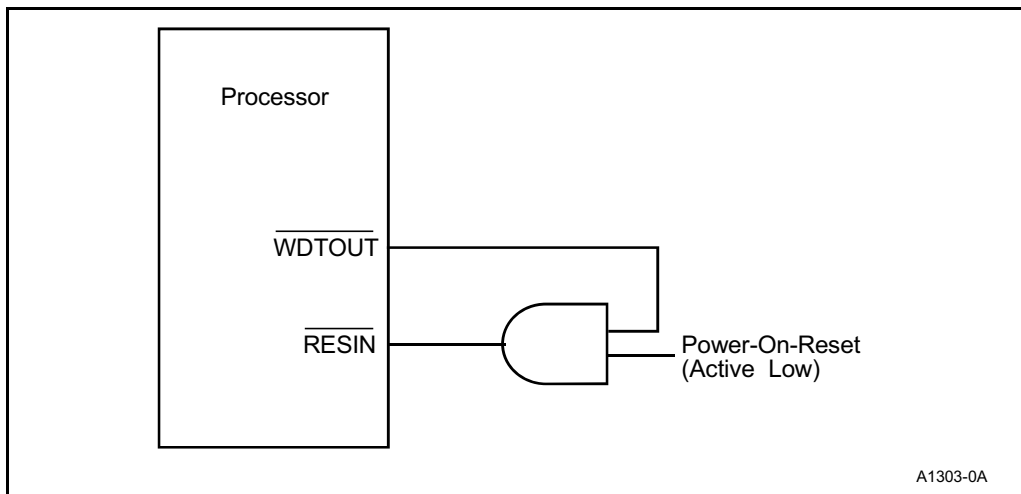 Processor
WDTOUT
RESIN
Power-On-Reset
(Active Low)
A1303-0A